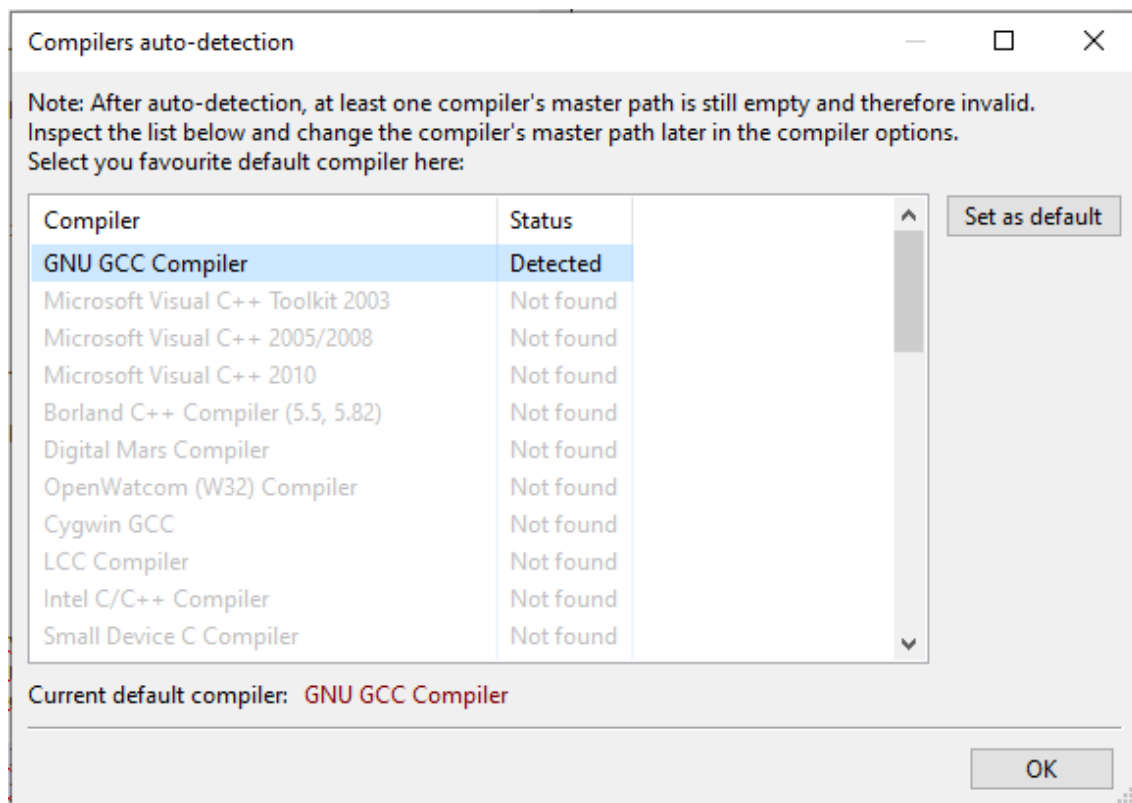 Compilers auto-detection
Note: After auto-detection, at least one compiler's master path is still empty and therefore invalid.
Inspect the list below and change the compiler's master path later in the compiler options.
Select you favourite default compiler here:
Compiler Status
Set as default
GNU GCC Compiler Detected
Microsoft Visual C++ Toolkit 2003 Not found
Microsoft Visual C++ 2005/2008 Not found
Microsoft Visual C++ 2010 Not found
Borland C++ Compiler (5.5, 5.82) Not found
Digital Mars Compiler Not found
OpenWatcom (W32) Compiler Not found
Cygwin GCC Not found
LCC Compiler Not found
Intel C/C++ Compiler Not found
Small Device C Compiler Not found
Current default compiler: GNU GCC Compiler
OK